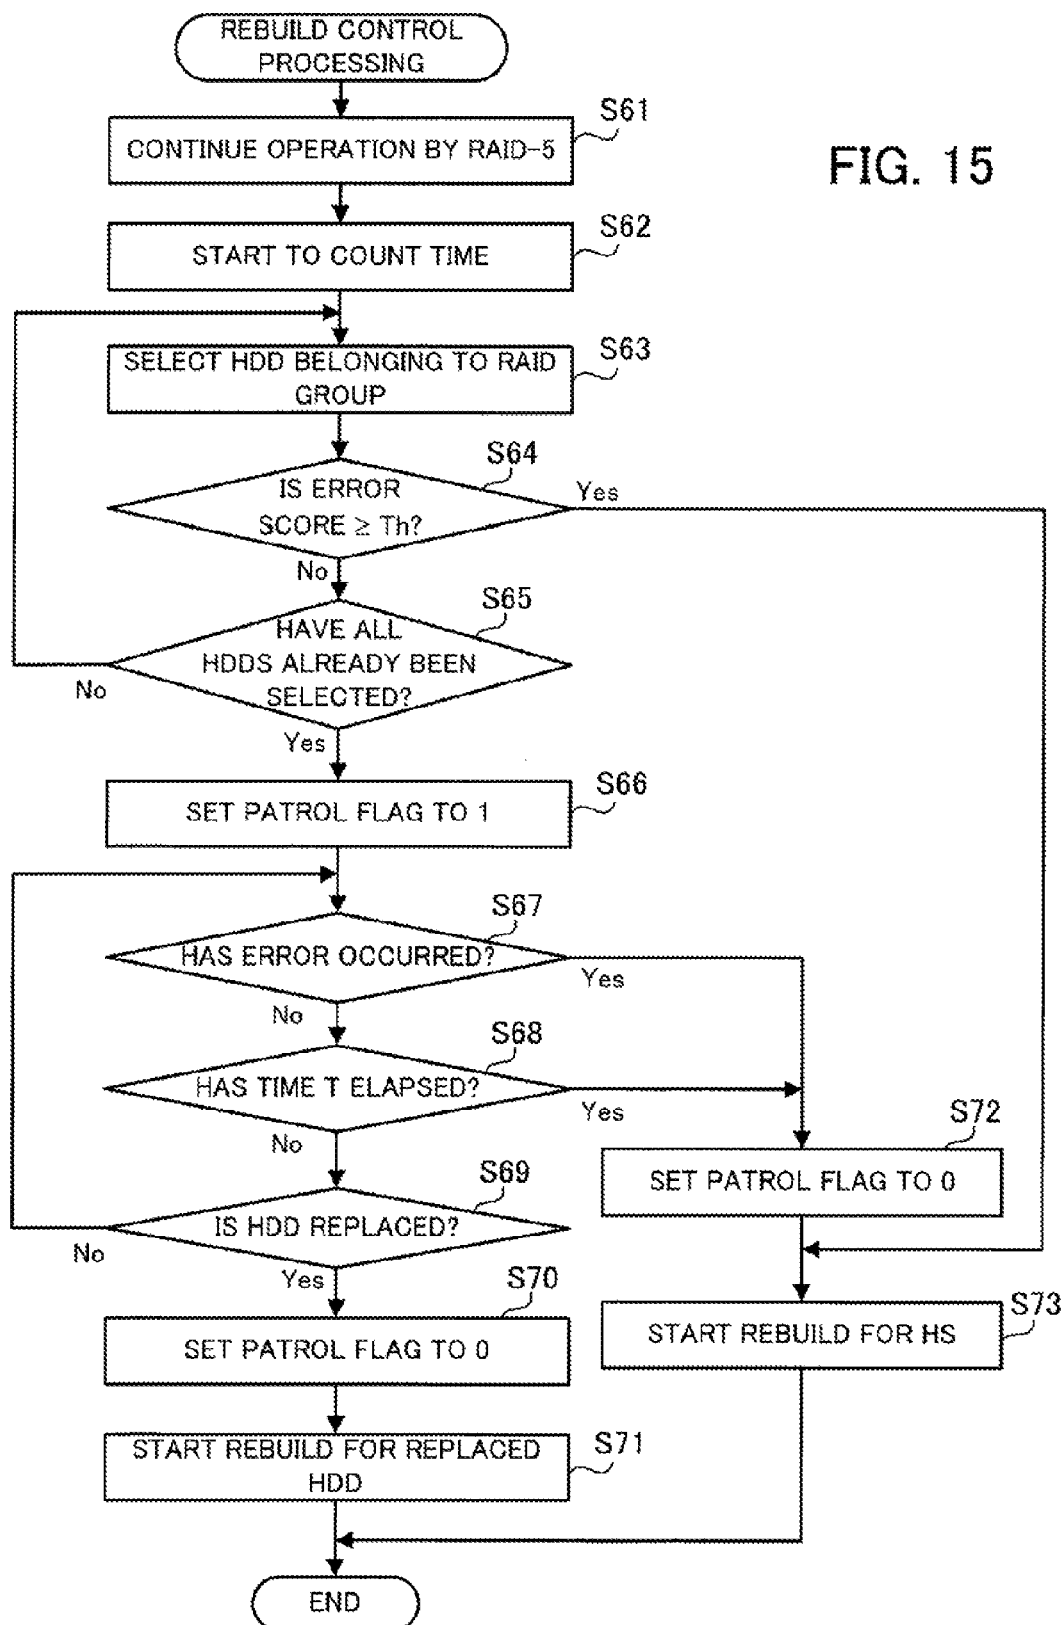 REBUILD CONTROL
PROCESSING
S61
CONTINUE OPERATION BY RAID-5
FIG. 15
S62
START TO COUNT TIME
S63
SELECT HDD BELONGING TO RAID
GROUP
S64
IS ERROR
SCORE ≥ Th?
Yes
No
S65
HAVE ALL
HDDS ALREADY BEEN
SELECTED?
No
Yes
S66
SET PATROL FLAG TO 1
S67
HAS ERROR OCCURRED?
Yes
No
S68
HAS TIME T ELAPSED?
Yes
No
S72
SET PATROL FLAG TO 0
S69
IS HDD REPLACED?
No
Yes
S70
SET PATROL FLAG TO 0
S73
START REBUILD FOR HS
S71
START REBUILD FOR REPLACED
HDD
END